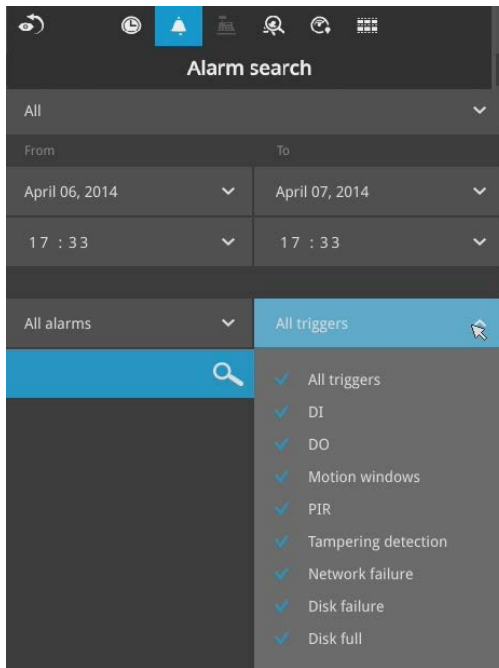 Alarm search
All
From To
April 06, 2014 April 07, 2014
17 : 33 17 : 33
All alarms All triggers
All triggers
DI
DO
Motion windows
PIR
Tampering detection
Network failure
Disk failure
Disk full